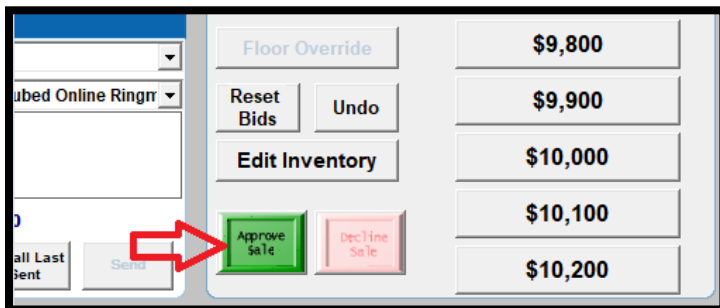 ubed Online Ringm
all Last
Sent
Send
Floor Override
Reset
Bids
Undo
Edit Inventory
Approve
Sale
Decline
Sale
$9,800
$9,900
$10,000
$10,100
$10,200